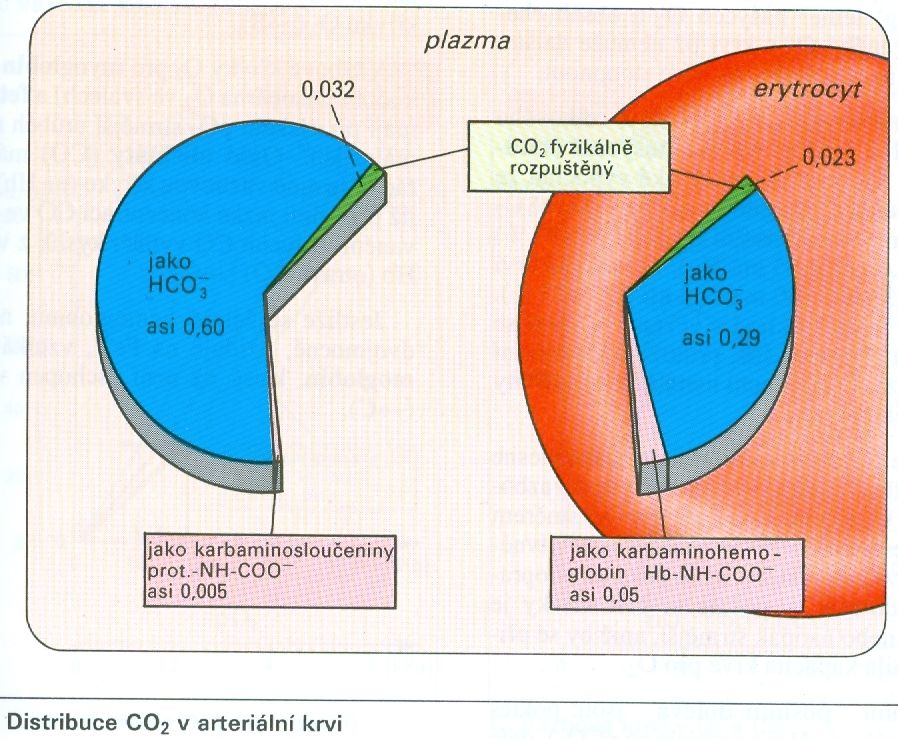 plazma
erytrocyt
0,032
CO₂ fyzikálně
rozpuštěný
0,023
jako
HCO₃⁻
asi 0,60
jako
HCO₃⁻
asi 0,29
jako karbaminosloučeniny
prot.-NH-COO⁻
asi 0,005
jako karbaminohemo-
globin Hb-NH-COO⁻
asi 0,05
Distribuce CO₂ v arteriální krvi